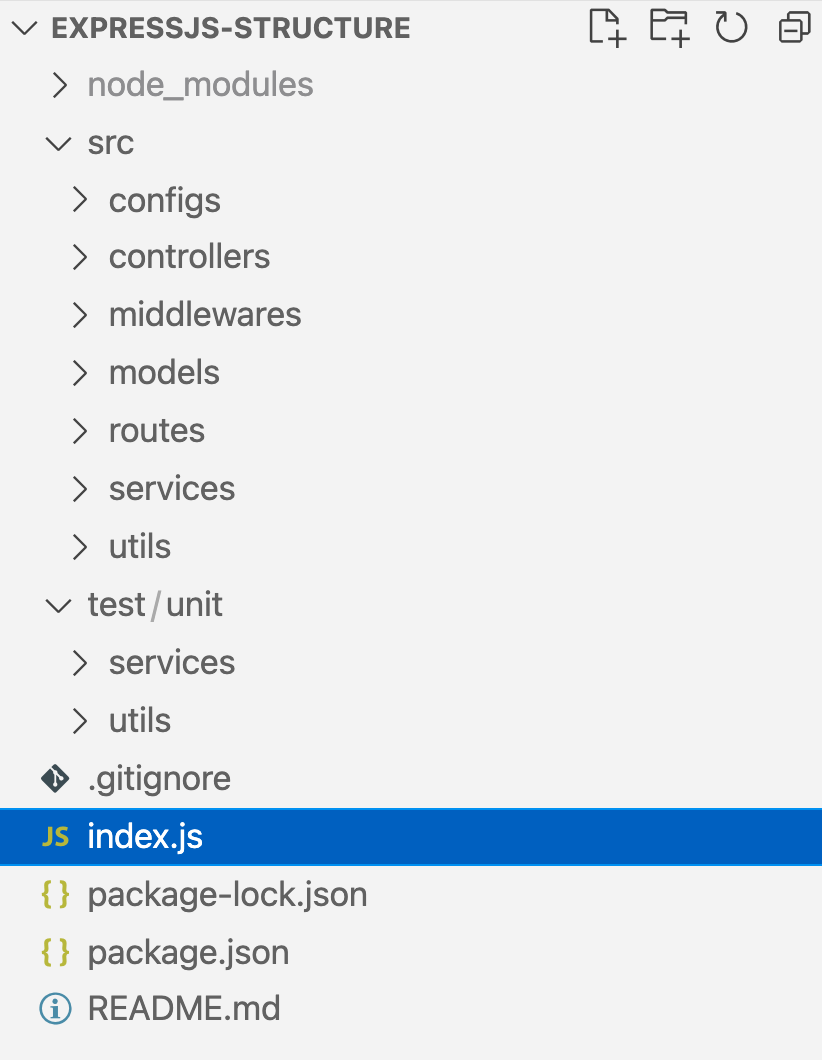 EXPRESSJS-STRUCTURE
node_modules
src
configs
controllers
middlewares
models
routes
services
utils
test/unit
services
utils
.gitignore
JS index.js
{ } package-lock.json
{ } package.json
README.md